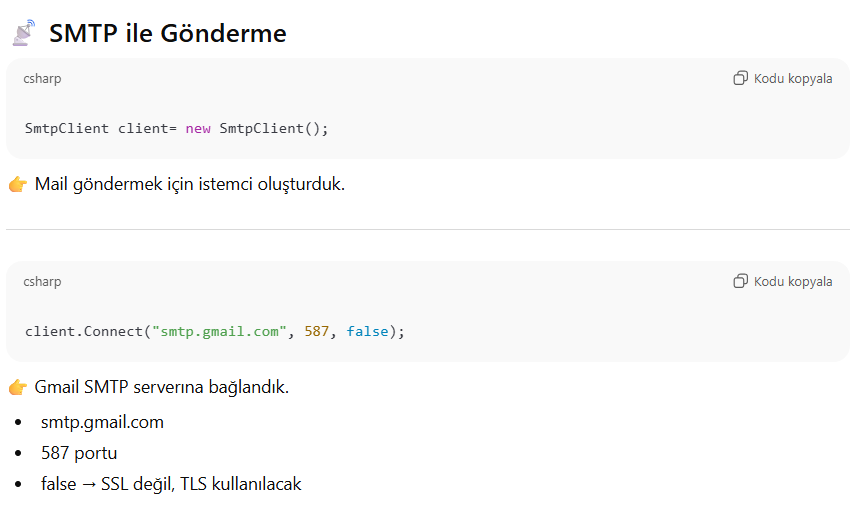 SMTP ile Gönderme
csharp
Kodu kopyala
SmtpClient client= new SmtpClient();
👉 Mail göndermek için istemci oluşturduk.
csharp
Kodu kopyala
client.Connect("smtp.gmail.com", 587, false);
👉 Gmail SMTP serverına bağlandık.
• smtp.gmail.com
• 587 portu
• false → SSL değil, TLS kullanılacak